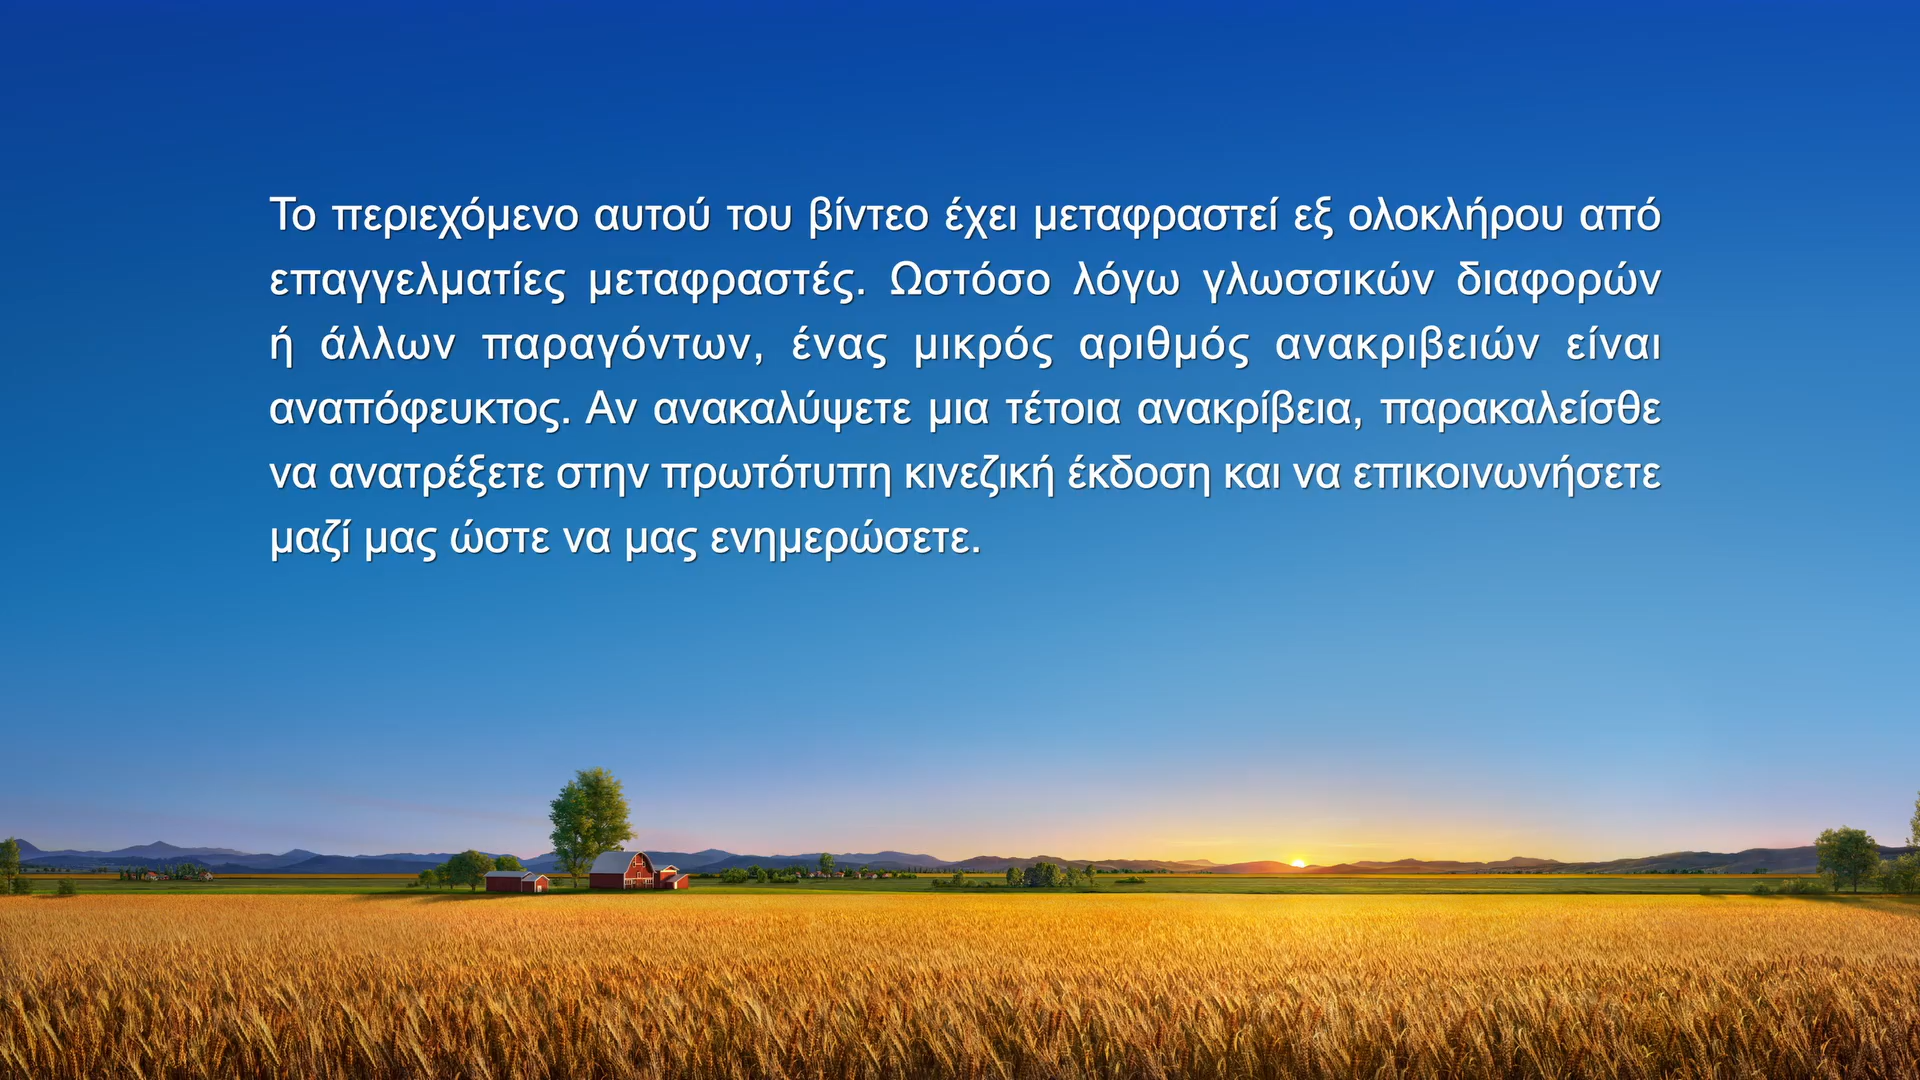 Το περιεχόμενο αυτού του βίντεο έχει μεταφραστεί εξ ολοκλήρου από
επαγγελματίες μεταφραστές. Ωστόσο λόγω γλωσσικών διαφορών
ή άλλων παραγόντων, ένας μικρός αριθμός ανακριβειών είναι
αναπόφευκτος. Αν ανακαλύψετε μια τέτοια ανακρίβεια, παρακαλείσθε
να ανατρέξετε στην πρωτότυπη κινεζική έκδοση και να επικοινωνήσετε
μαζί μας ώστε να μας ενημερώσετε.